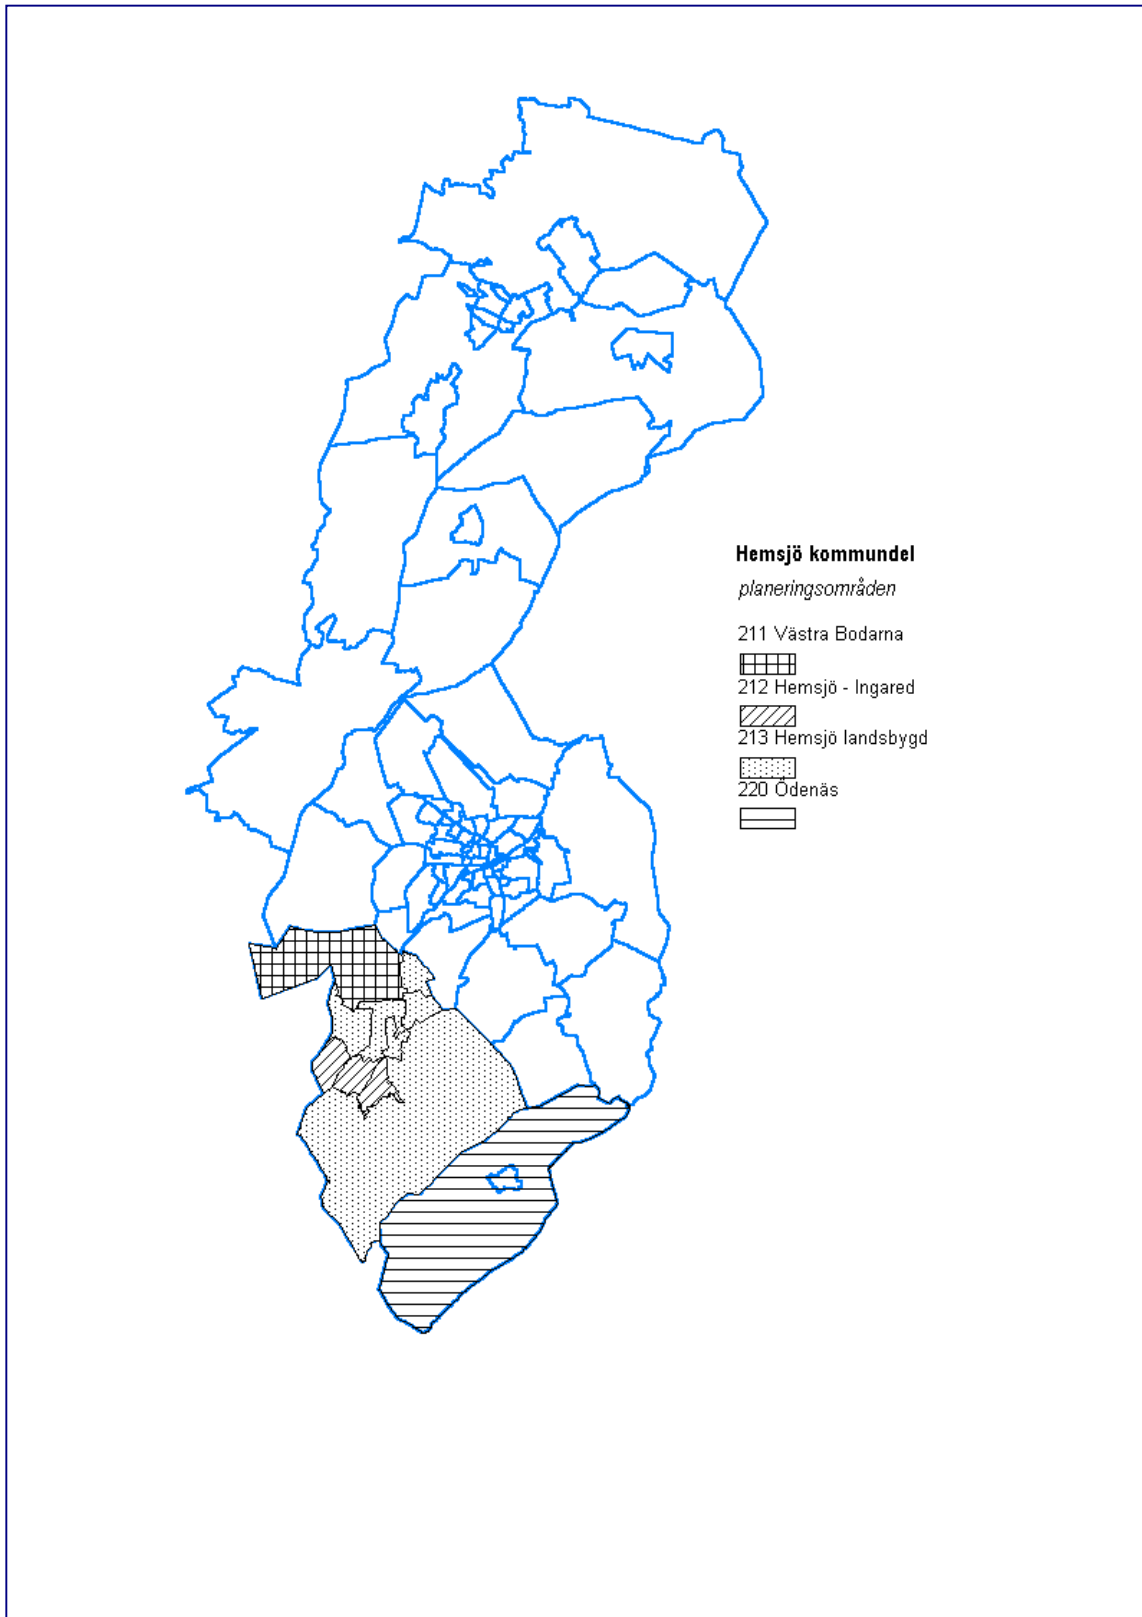 Hemsjö kommundel
planeringsområden
211 Västra Bodarna
212 Hemsjö - Ingared
213 Hemsjö landsbygd
220 Ödenäs